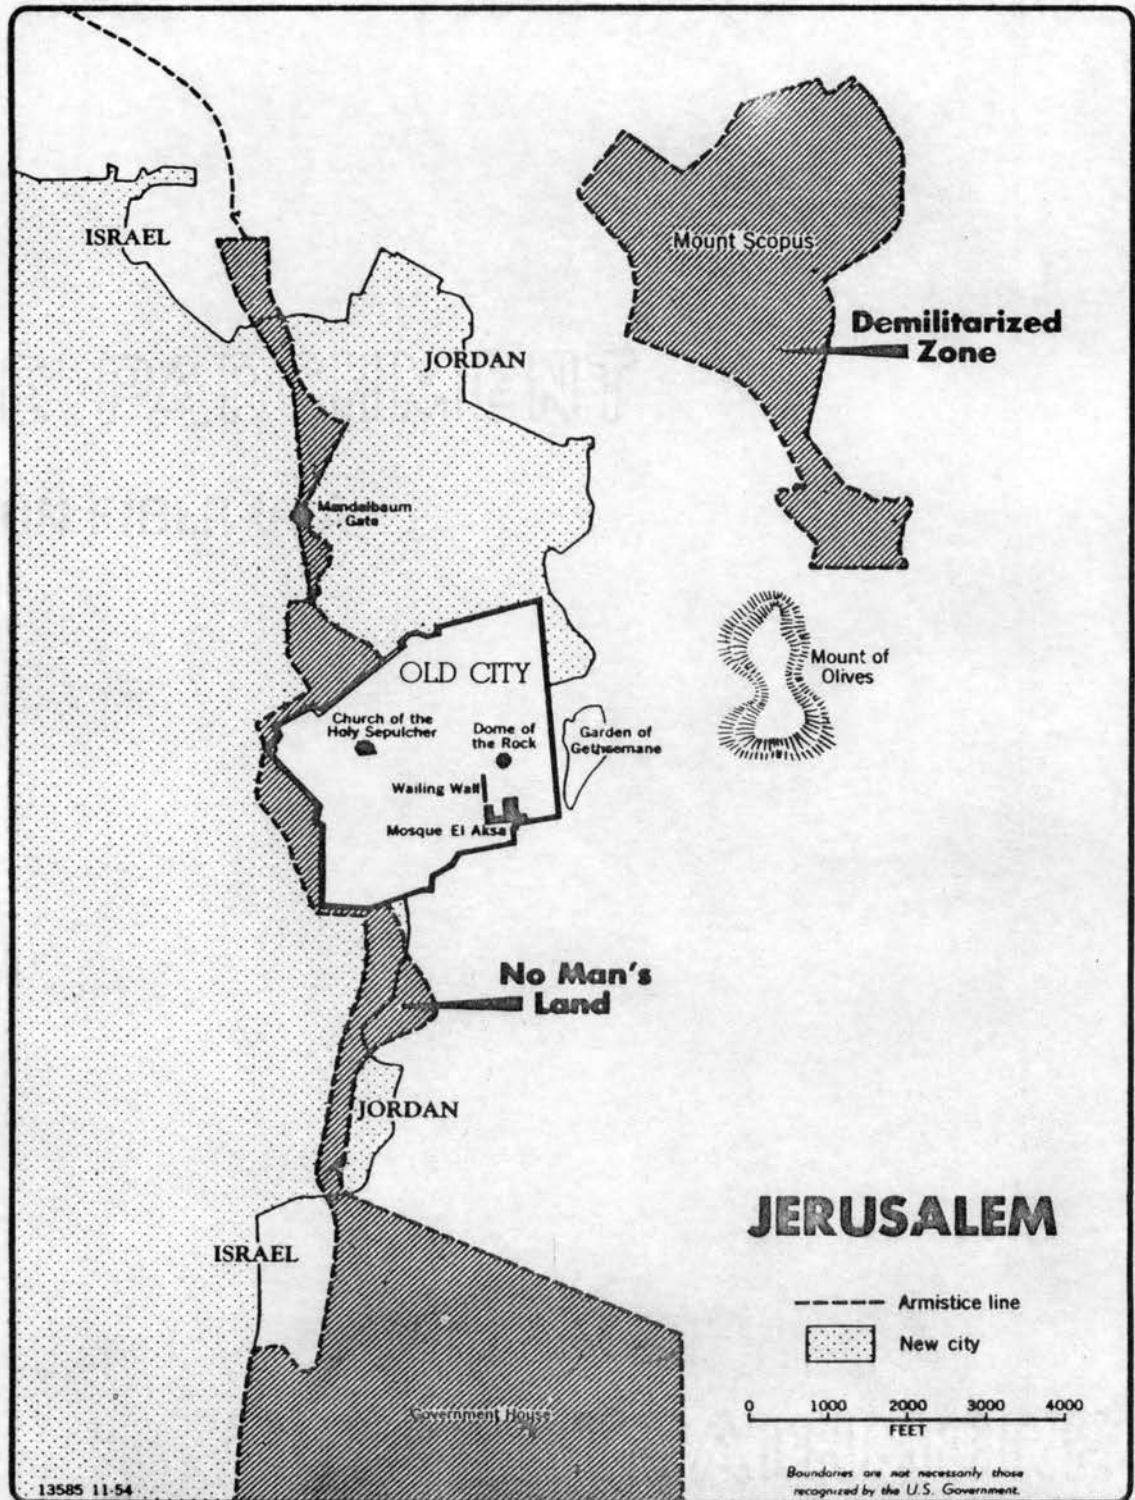 ISRAEL
Mount Scopus
Demilitarized
Zone
JORDAN
Mandelbaum
Gate
OLD CITY
Mount of
Olives
Church of the
Holy Sepulcher
Dome of
the Rock
Garden of
Gethsemane
Wailing Wall
Mosque El Aksa
No Man's
Land
JORDAN
JERUSALEM
ISRAEL
Armistice line
New city
Government House
0 1000 2000 3000 4000
FEET
Boundaries are not necessarily those
recognized by the U.S. Government.
13585 11-54